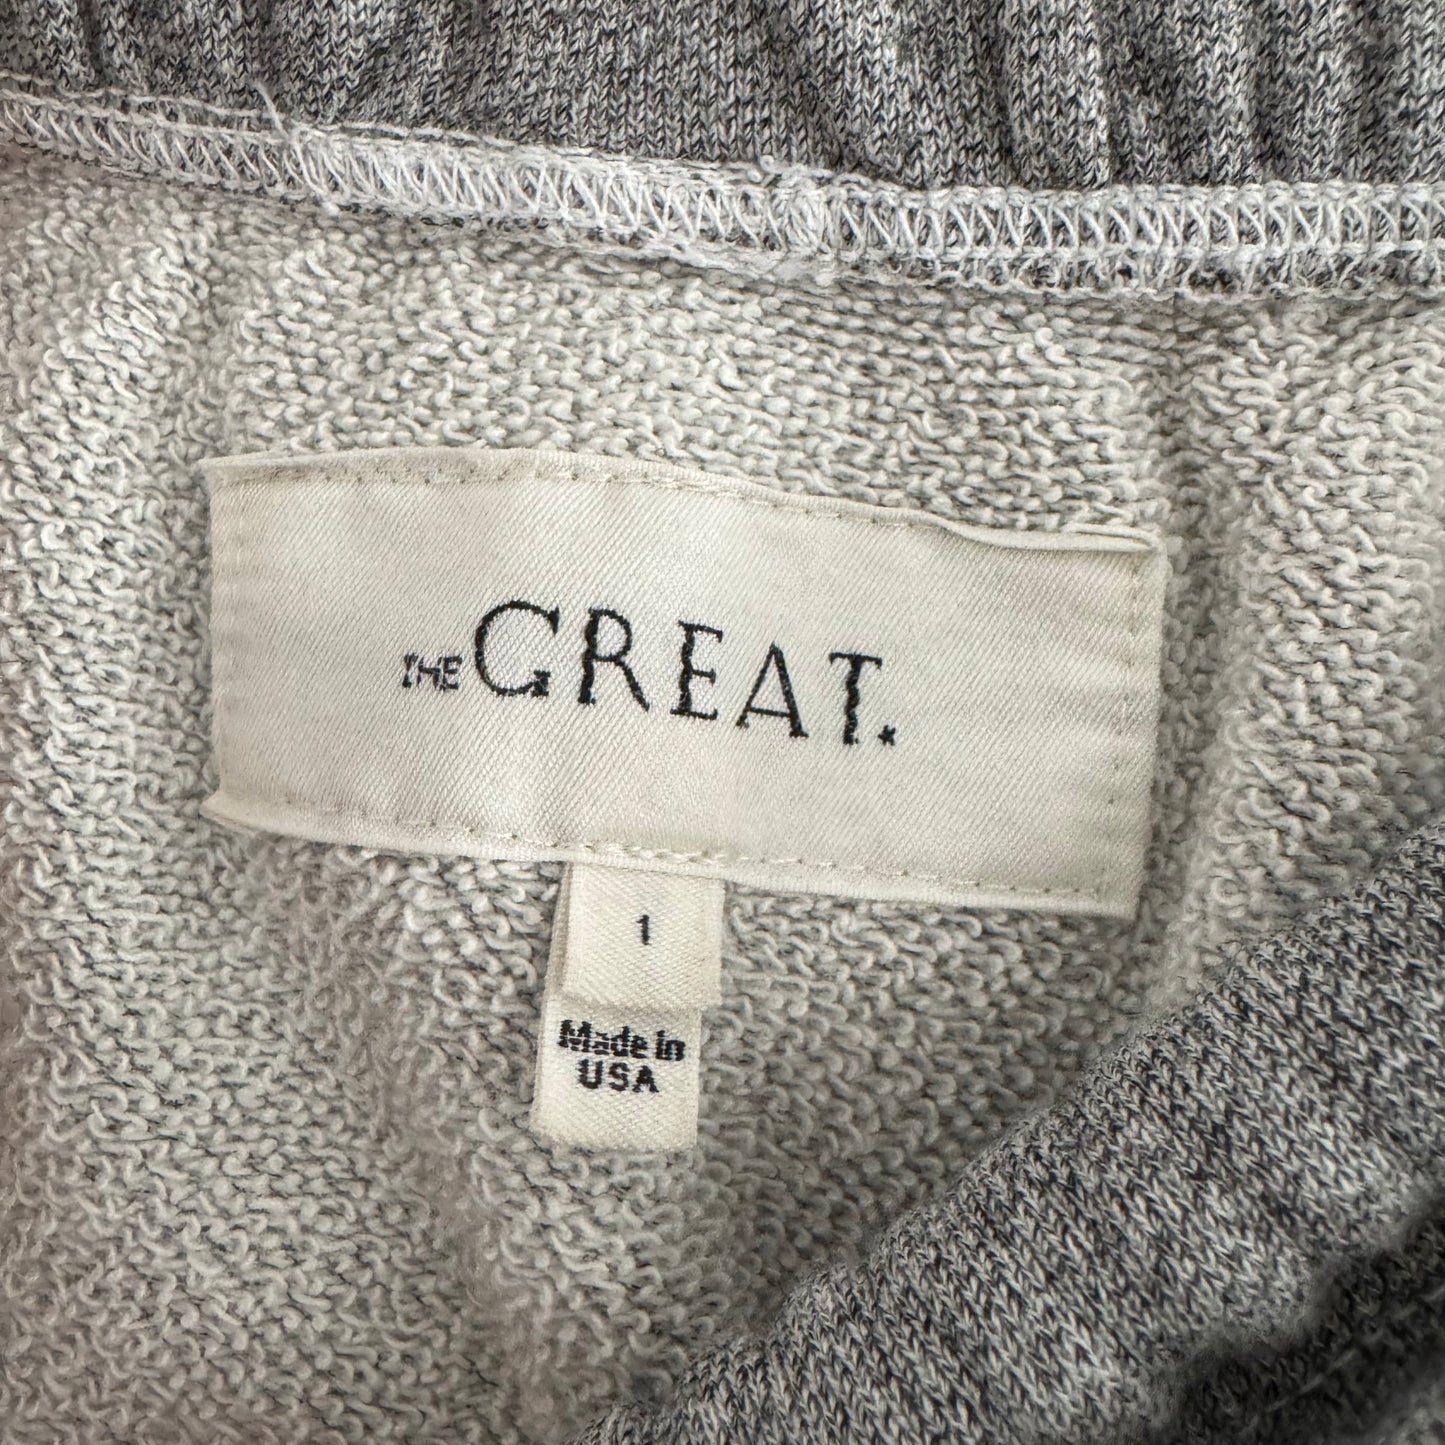 THE GREAT.
1
Made in
USA